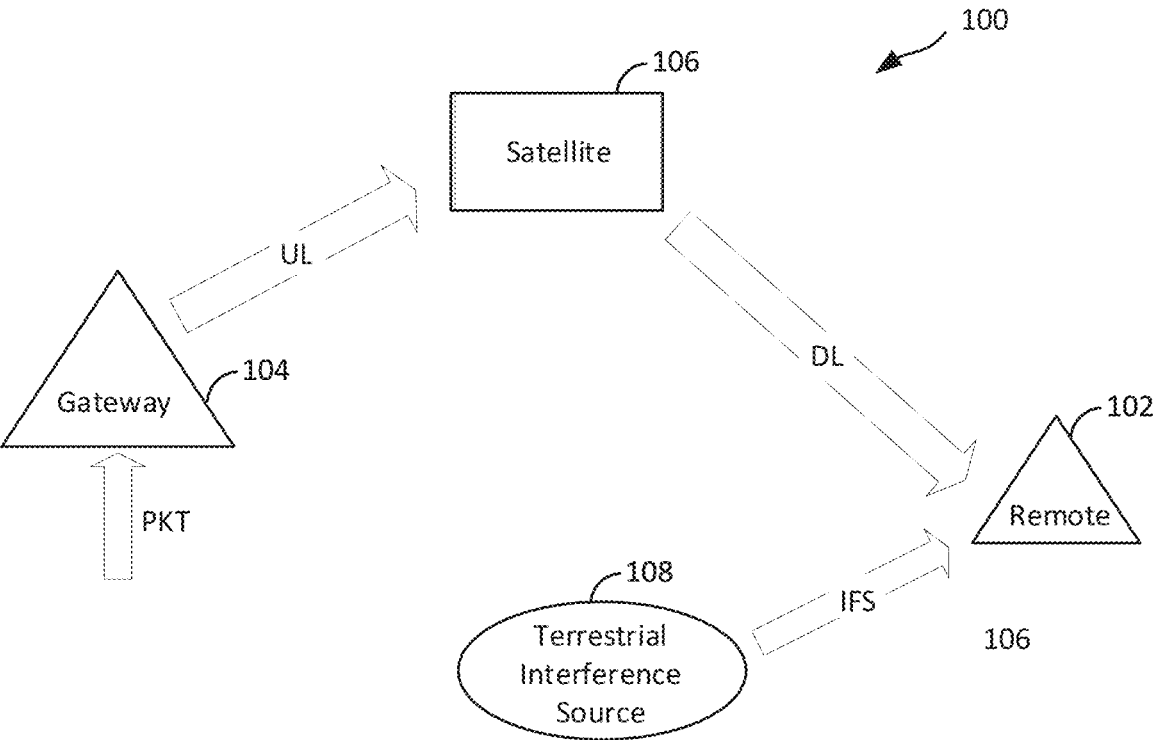 100
106
Satellite
UL
DL
104
Gateway
102
Remote
PKT
108
IFS
Terrestrial
Interference
Source
106